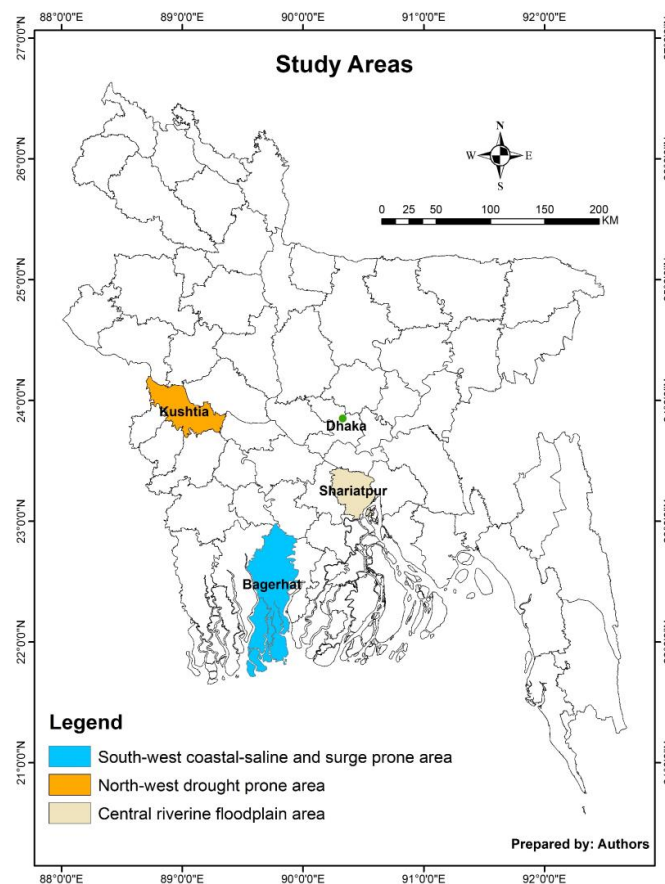 88°0'0"E 89°0'0"E 90°0'0"E 91°0'0"E 92°0'0"E
27°0'0"N
Study Areas
N
W E
S
26°0'0"N
0 25 50 100 150 200
KM
25°0'0"N
24°0'0"N
Kushtia
Dhaka
Shariatpur
23°0'0"N
Bagerhat
22°0'0"N
Legend
South-west coastal-saline and surge prone area
21°0'0"N
North-west drought prone area
Central riverine floodplain area
Prepared by: Authors
88°0'0"E 89°0'0"E 90°0'0"E 91°0'0"E 92°0'0"E